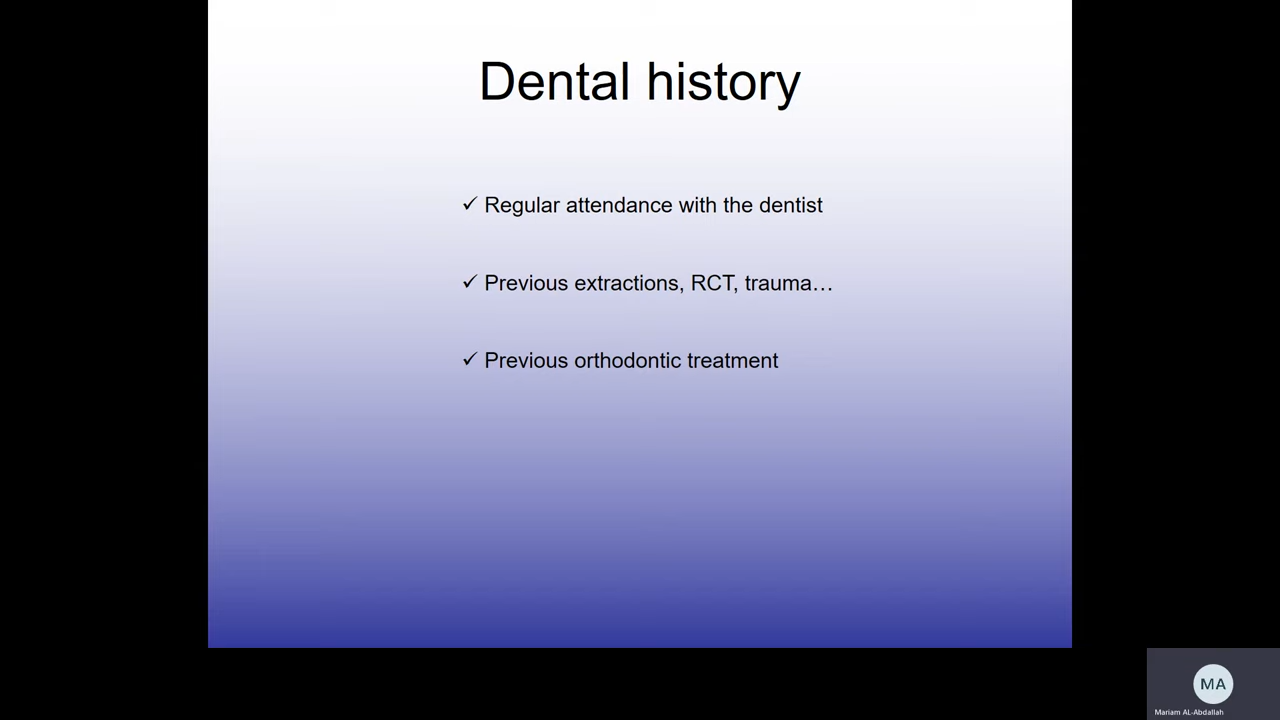 Dental history
✓ Regular attendance with the dentist
✓ Previous extractions, RCT, trauma…
✓ Previous orthodontic treatment
MA
Mariam AL-Abdallah